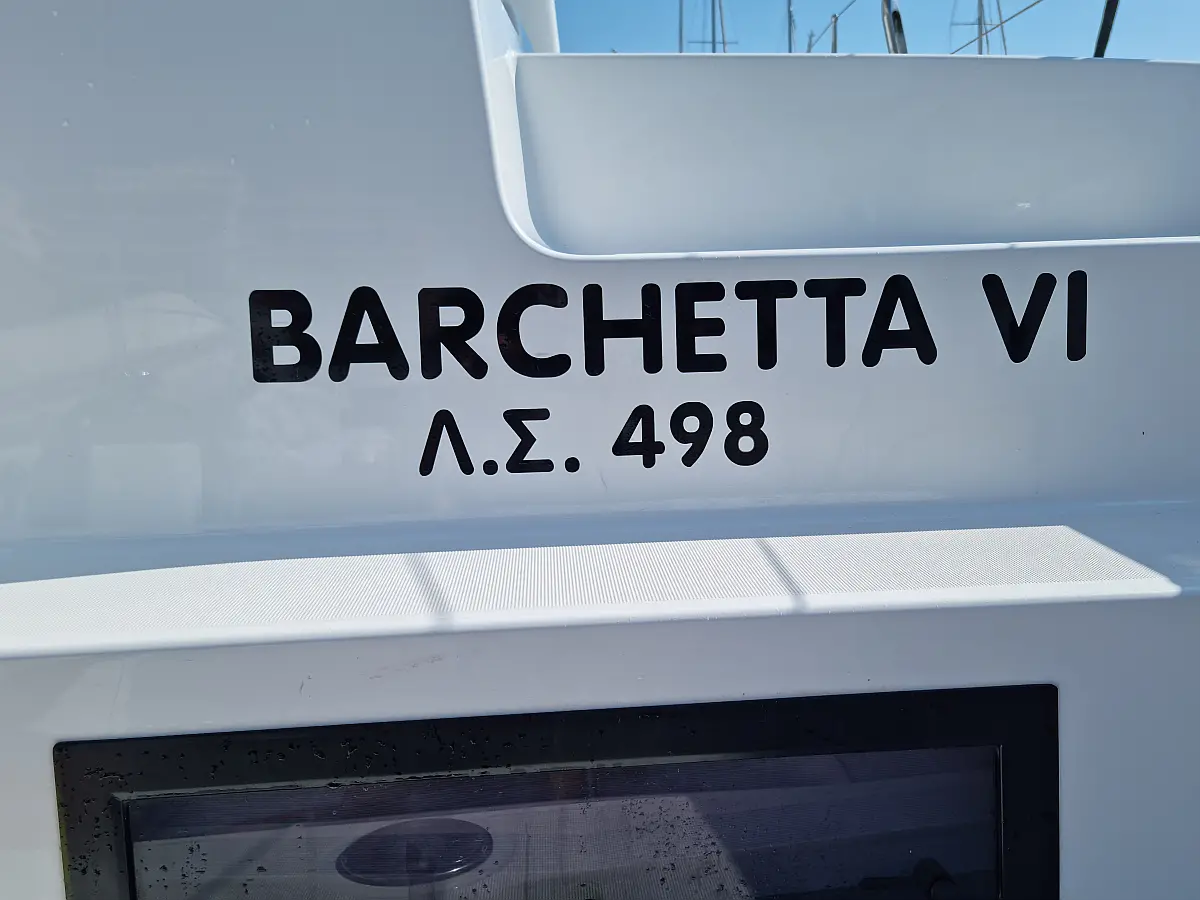 BARCHETTA VI
Λ.Σ. 498